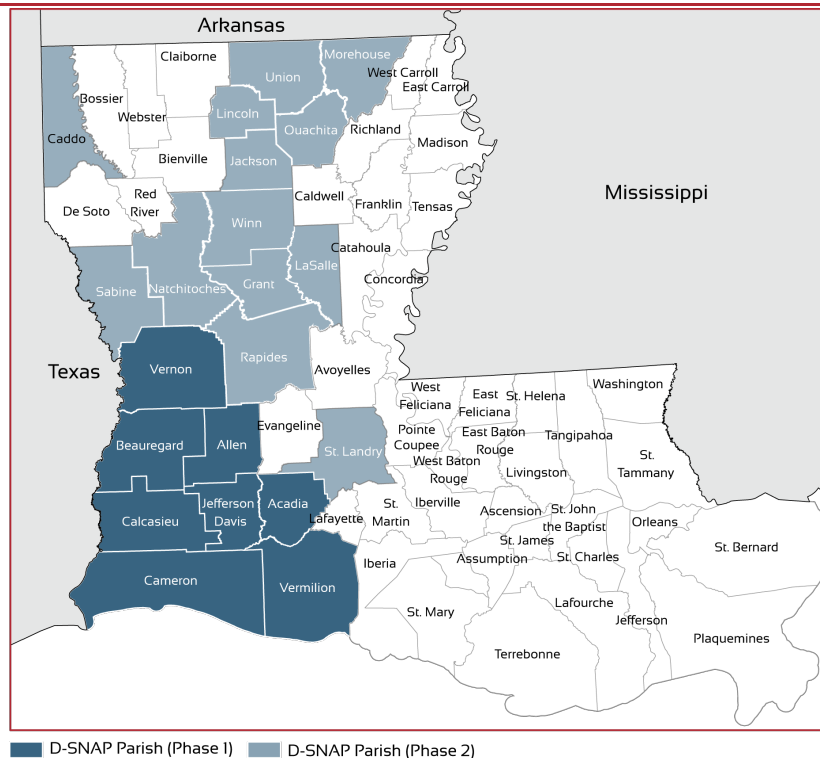 Arkansas
Claiborne
Morehouse
Union
West Carroll
East Carroll
Bossier
Webster
Lincoln
Ouachita
Richland
Caddo
Madison
Bienville
Jackson
Mississippi
Red
River
Caldwell
Franklin
Tensas
De Soto
Winn
Catahoula
LaSalle
Concordia
Grant
Natchitoches
Sabine
Rapides
Texas
Vernon
Avoyelles
West
Feliciana
East
Feliciana
St. Helena
Washington
Evangeline
Pointe
Coupee
East Baton
Rouge
Tangipahoa
Beauregard
Allen
St. Landry
West Baton
Rouge
Livingston
St.
Tammany
Jefferson
Davis
Acadia
Calcasieu
Lafayette
St.
Martin
Iberville
Ascension
St. John
the Baptist
Orleans
St. James
St. Bernard
Iberia
Assumption
St. Charles
Cameron
Vermilion
St. Mary
Lafourche
Jefferson
Plaquemines
Terrebonne
D-SNAP Parish (Phase 1)
D-SNAP Parish (Phase 2)